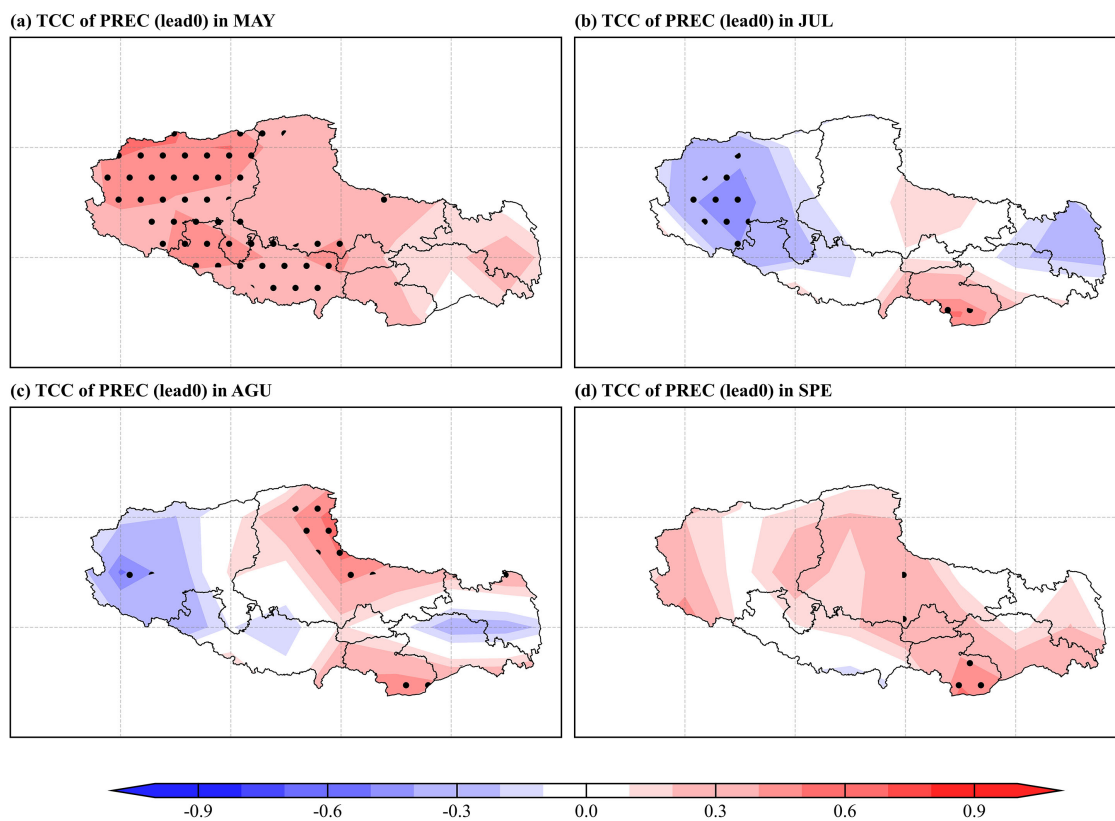 (a) TCC of PREC (lead0) in MAY
(b) TCC of PREC (lead0) in JUL
(c) TCC of PREC (lead0) in AGU
(d) TCC of PREC (lead0) in SPE
-0.9 -0.6 -0.3 0.0 0.3 0.6 0.9